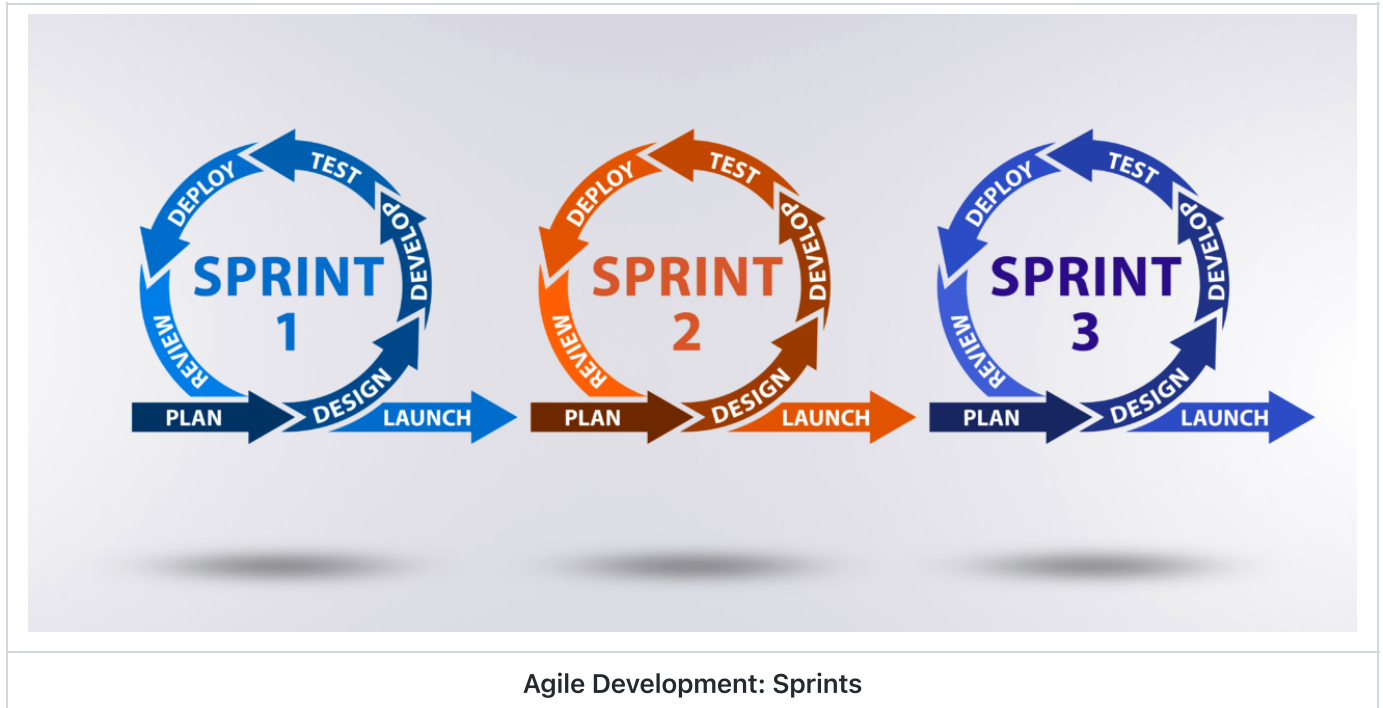 PLAN
DESIGN
DEVELOP
TEST
DEPLOY
REVIEW
LAUNCH
SPRINT
1
PLAN
DESIGN
DEVELOP
TEST
DEPLOY
REVIEW
LAUNCH
SPRINT
2
PLAN
DESIGN
DEVELOP
TEST
DEPLOY
REVIEW
LAUNCH
SPRINT
3
Agile Development: Sprints